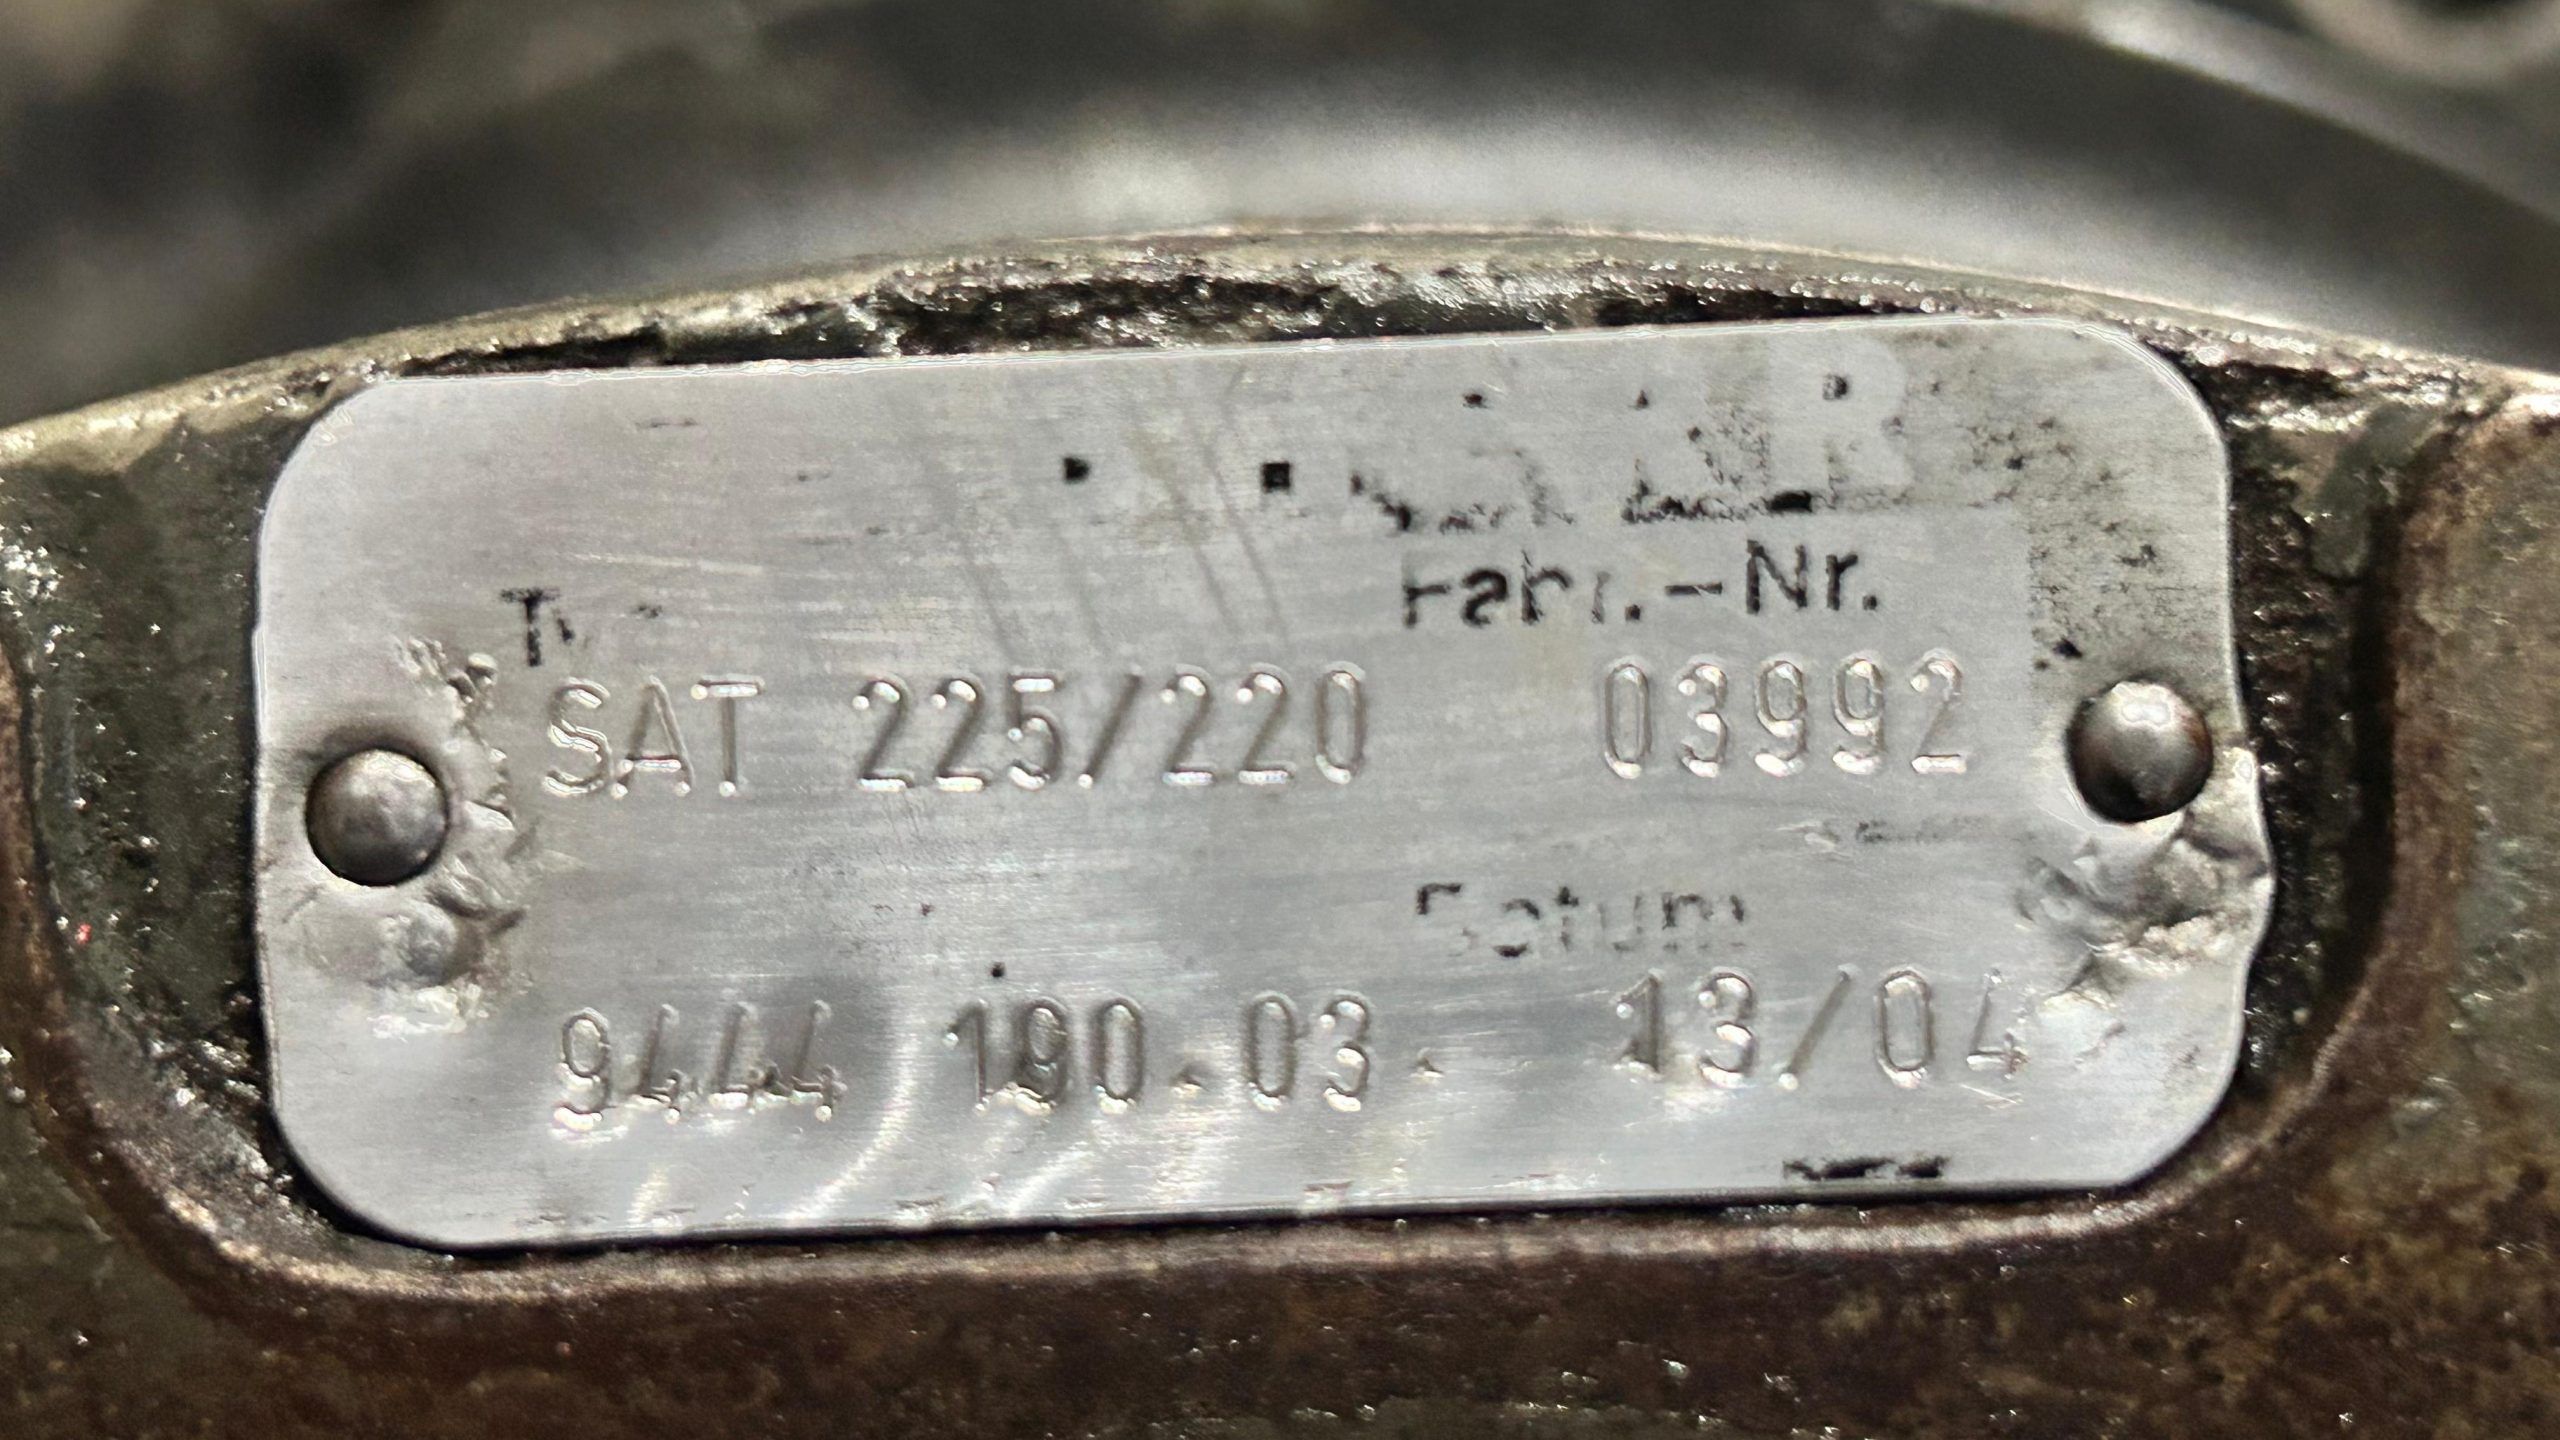 Fabr.-Nr.
SAT 225/220 03992
Datum
9444 190.03. 13/04